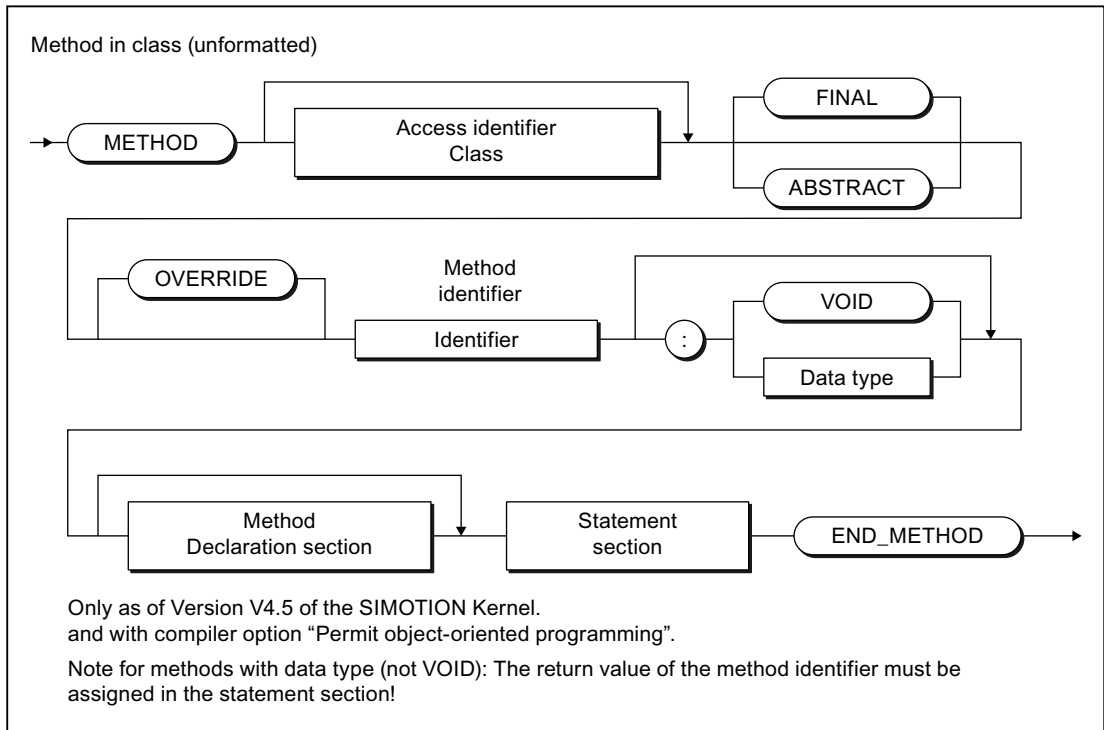 Method in class (unformatted)
METHOD
Access identifier
Class
FINAL
ABSTRACT
OVERRIDE
Method
identifier
Identifier
:
VOID
Data type
Method
Declaration section
Statement
section
END_METHOD
Only as of Version V4.5 of the SIMOTION Kernel.
and with compiler option “Permit object-oriented programming”.
Note for methods with data type (not VOID): The return value of the method identifier must be
assigned in the statement section!